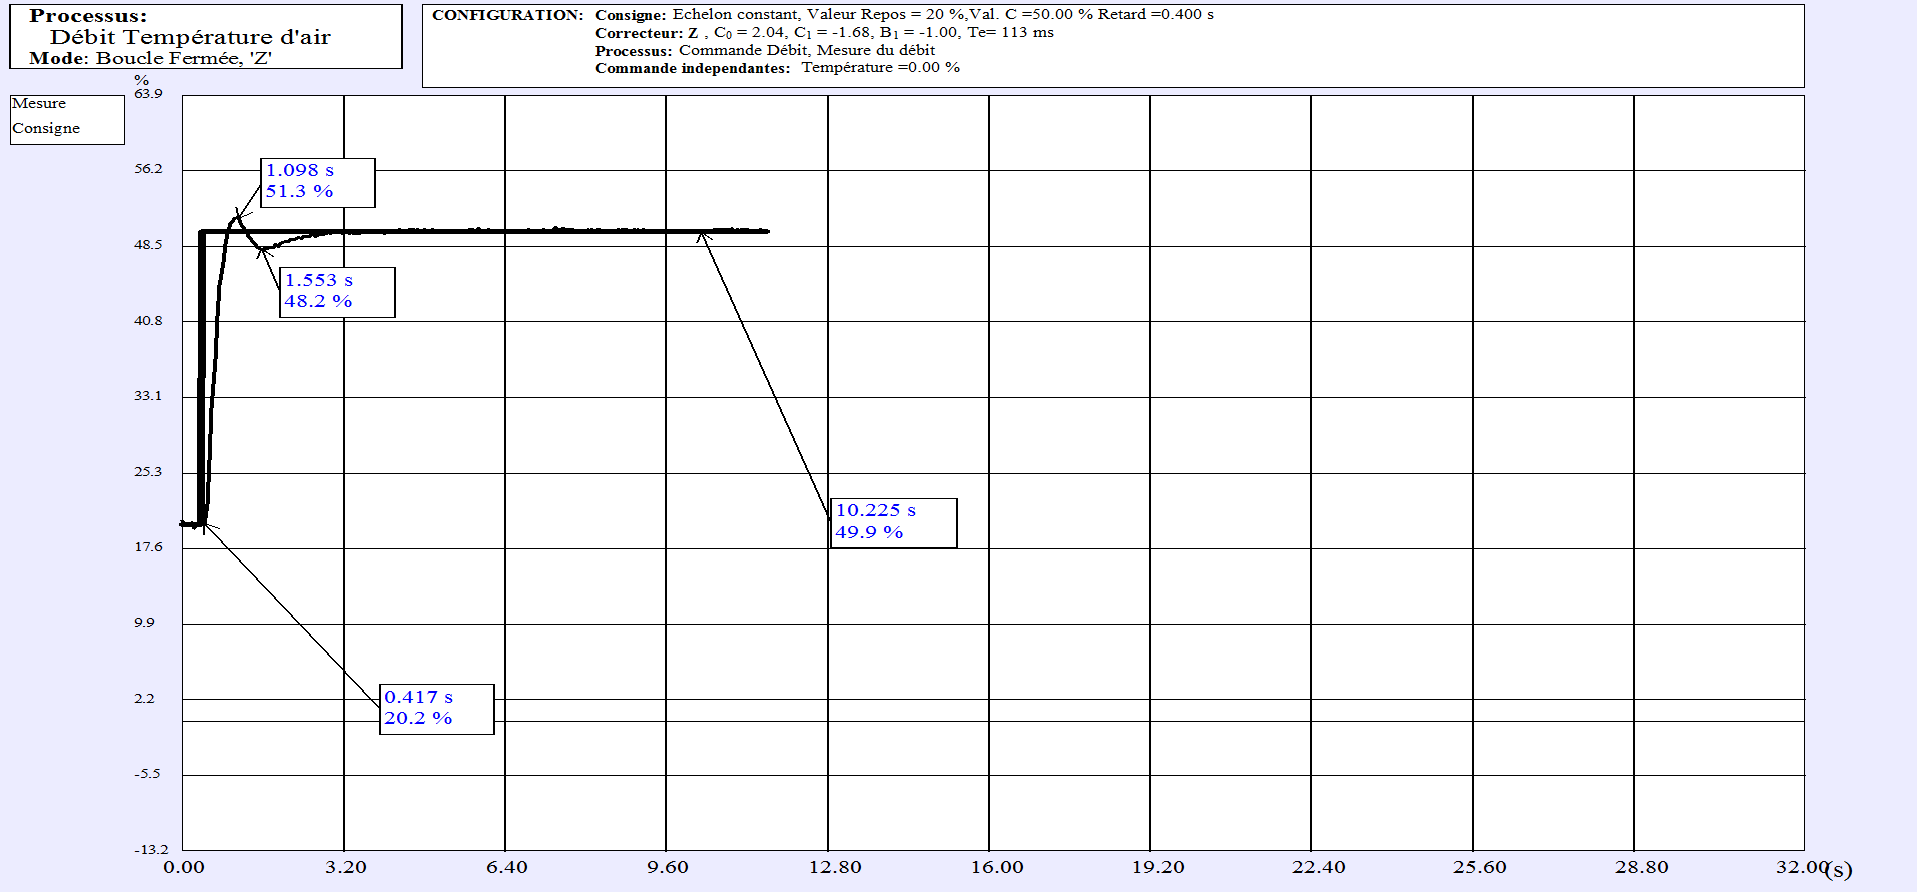 Processus:
Débit Température d'air
Mode: Boucle Fermée, 'Z'
CONFIGURATION: Consigne: Echelon constant, Valeur Repos = 20 %,Val. C =50.00 % Retard =0.400 s
Correcteur: Z , C0 = 2.04, C1 = -1.68, B1 = -1.00, Te= 113 ms
Processus: Commande Débit, Mesure du débit
Commande independantes: Température =0.00 %
Mesure
Consigne
%
63.9
56.2
48.5
40.8
33.1
25.3
17.6
9.9
2.2
-5.5
-13.2
1.098 s
51.3 %
1.553 s
48.2 %
10.225 s
49.9 %
0.417 s
20.2 %
0.00 3.20 6.40 9.60 12.80 16.00 19.20 22.40 25.60 28.80 32.00 (s)